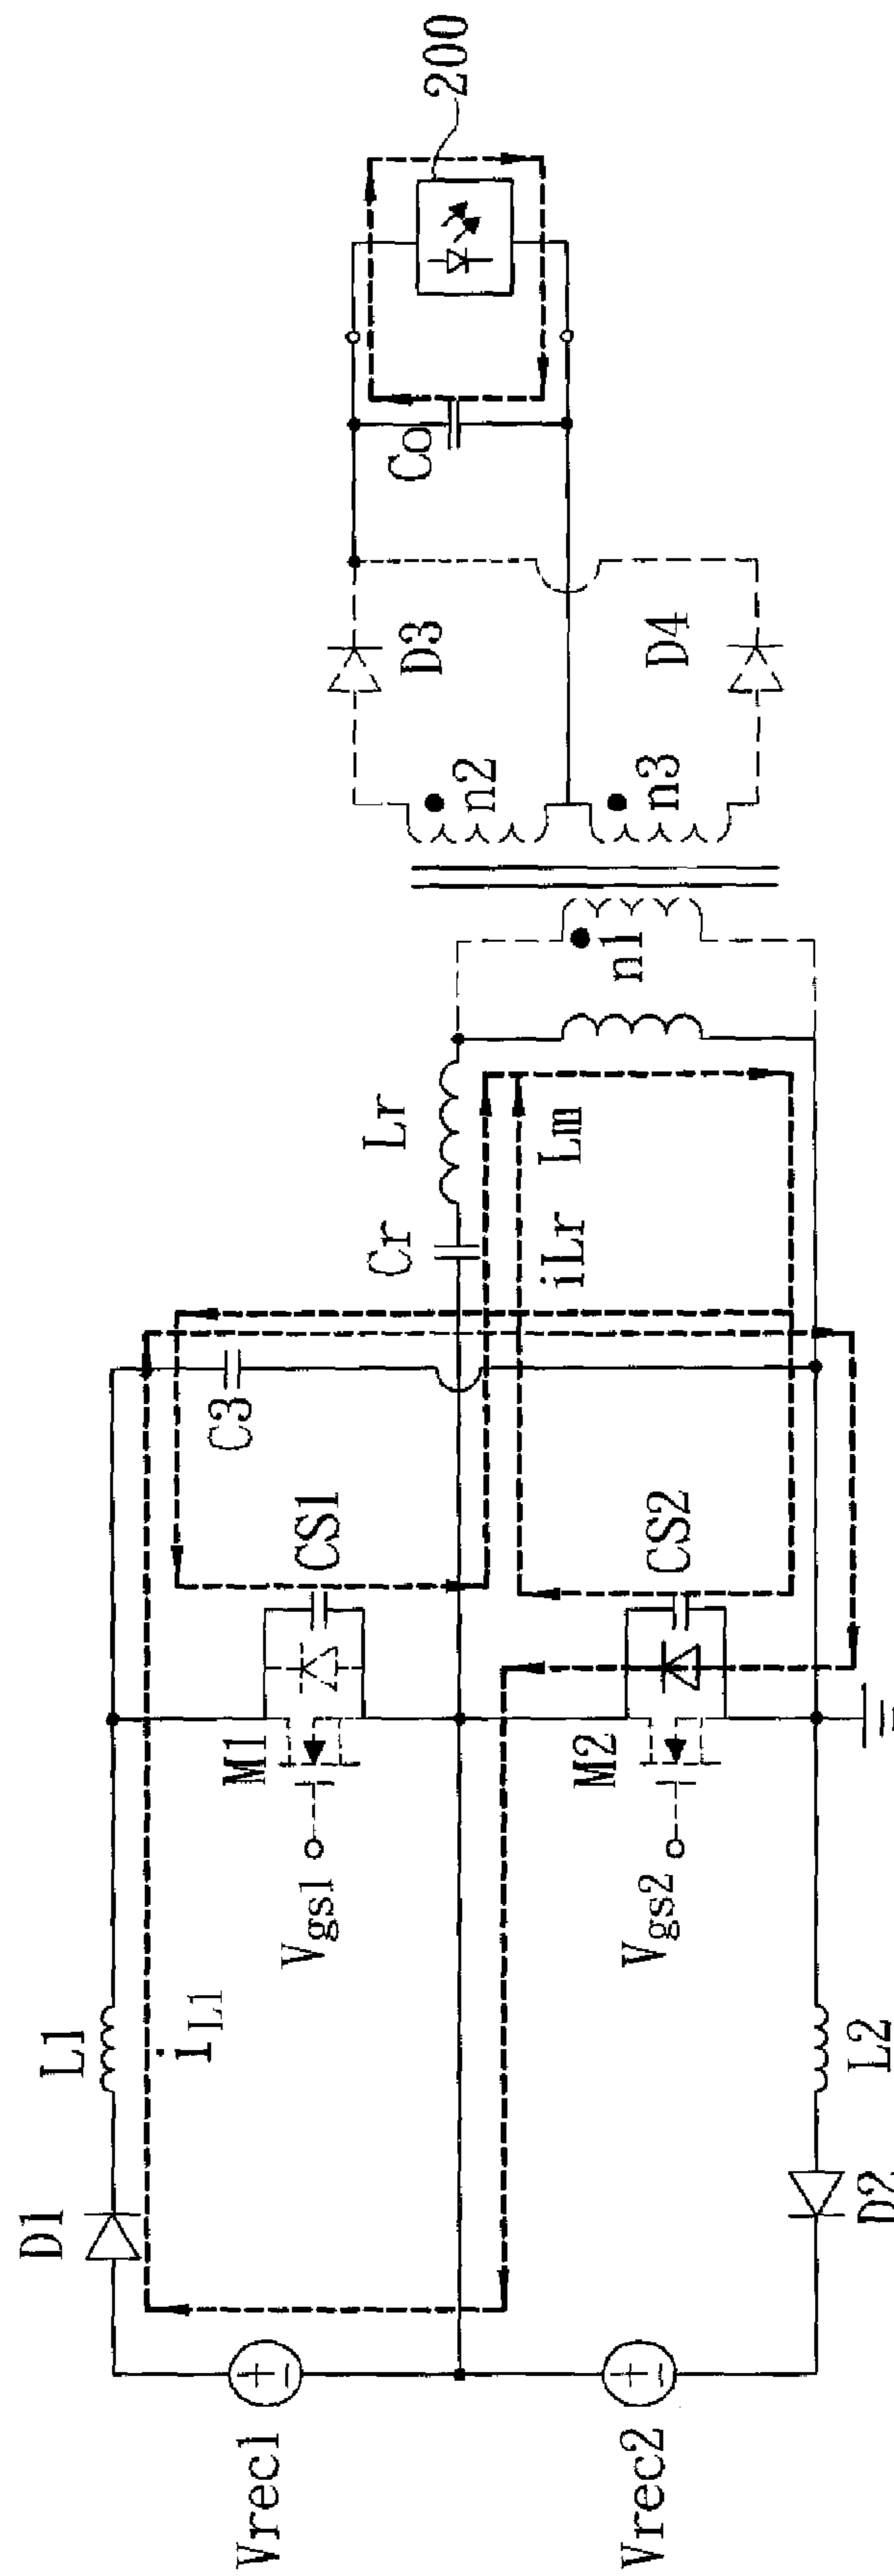 200
Co
D3
D4
n2
n3
n1
Lr
Cr
Lm
iLr
C3
CS1
CS2
M1
M2
Vgs1
Vgs2
L1
iL1
L2
D1
D2
Vrec1
Vrec2